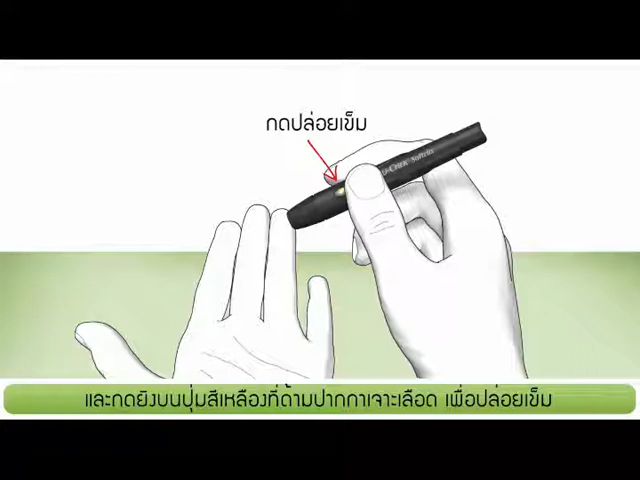 กดปล่อยเข็ม
U-CHEK Softclix
และกดยิงบนปุ่มสีเหลืองที่ด้ามปากกาเจาะเลือด เพื่อปล่อยเข็ม